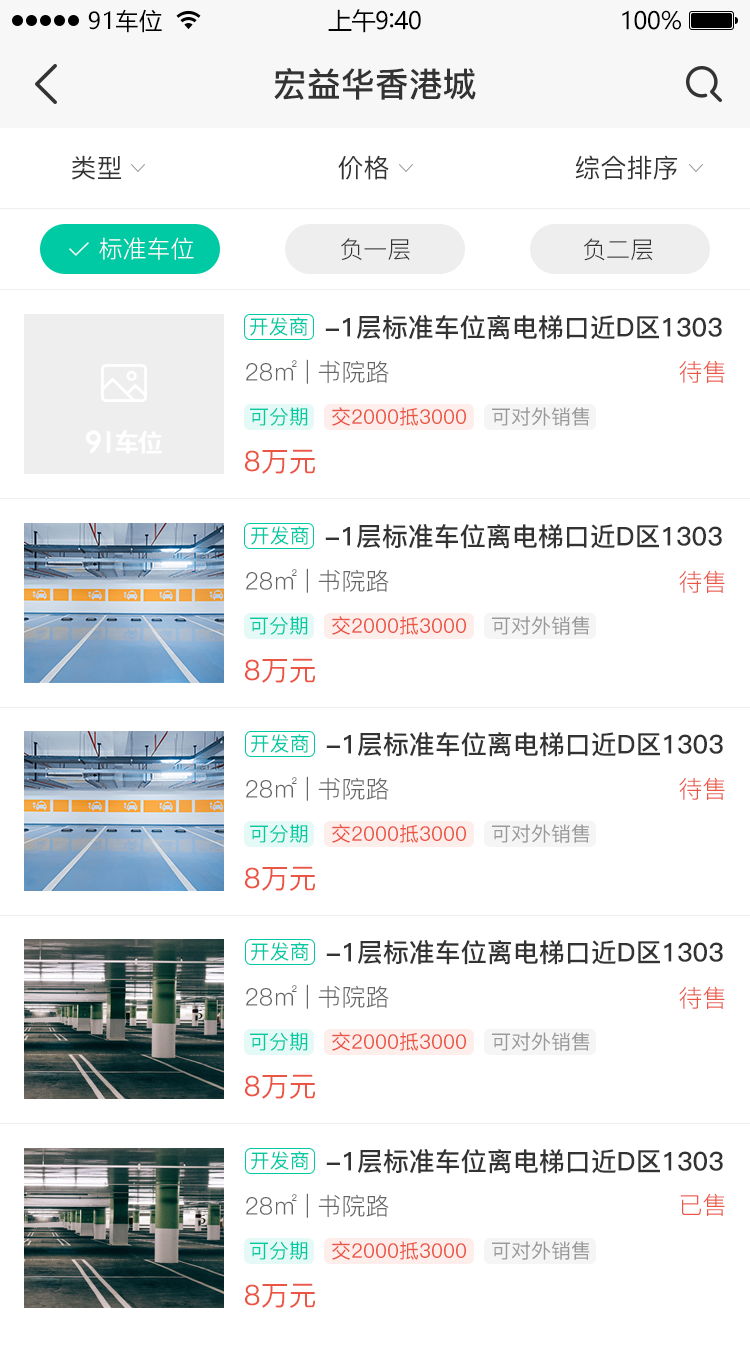 91车位 上午9:40 100%
宏益华香港城
类型 价格 综合排序
标准车位 负一层 负二层
开发商 -1层标准车位离电梯口近D区1303
28㎡ | 书院路 待售
91车位
可分期 交2000抵3000 可对外销售
8万元
开发商 -1层标准车位离电梯口近D区1303
28㎡ | 书院路 待售
可分期 交2000抵3000 可对外销售
8万元
开发商 -1层标准车位离电梯口近D区1303
28㎡ | 书院路 待售
可分期 交2000抵3000 可对外销售
8万元
开发商 -1层标准车位离电梯口近D区1303
28㎡ | 书院路 待售
可分期 交2000抵3000 可对外销售
8万元
开发商 -1层标准车位离电梯口近D区1303
28㎡ | 书院路 已售
可分期 交2000抵3000 可对外销售
8万元